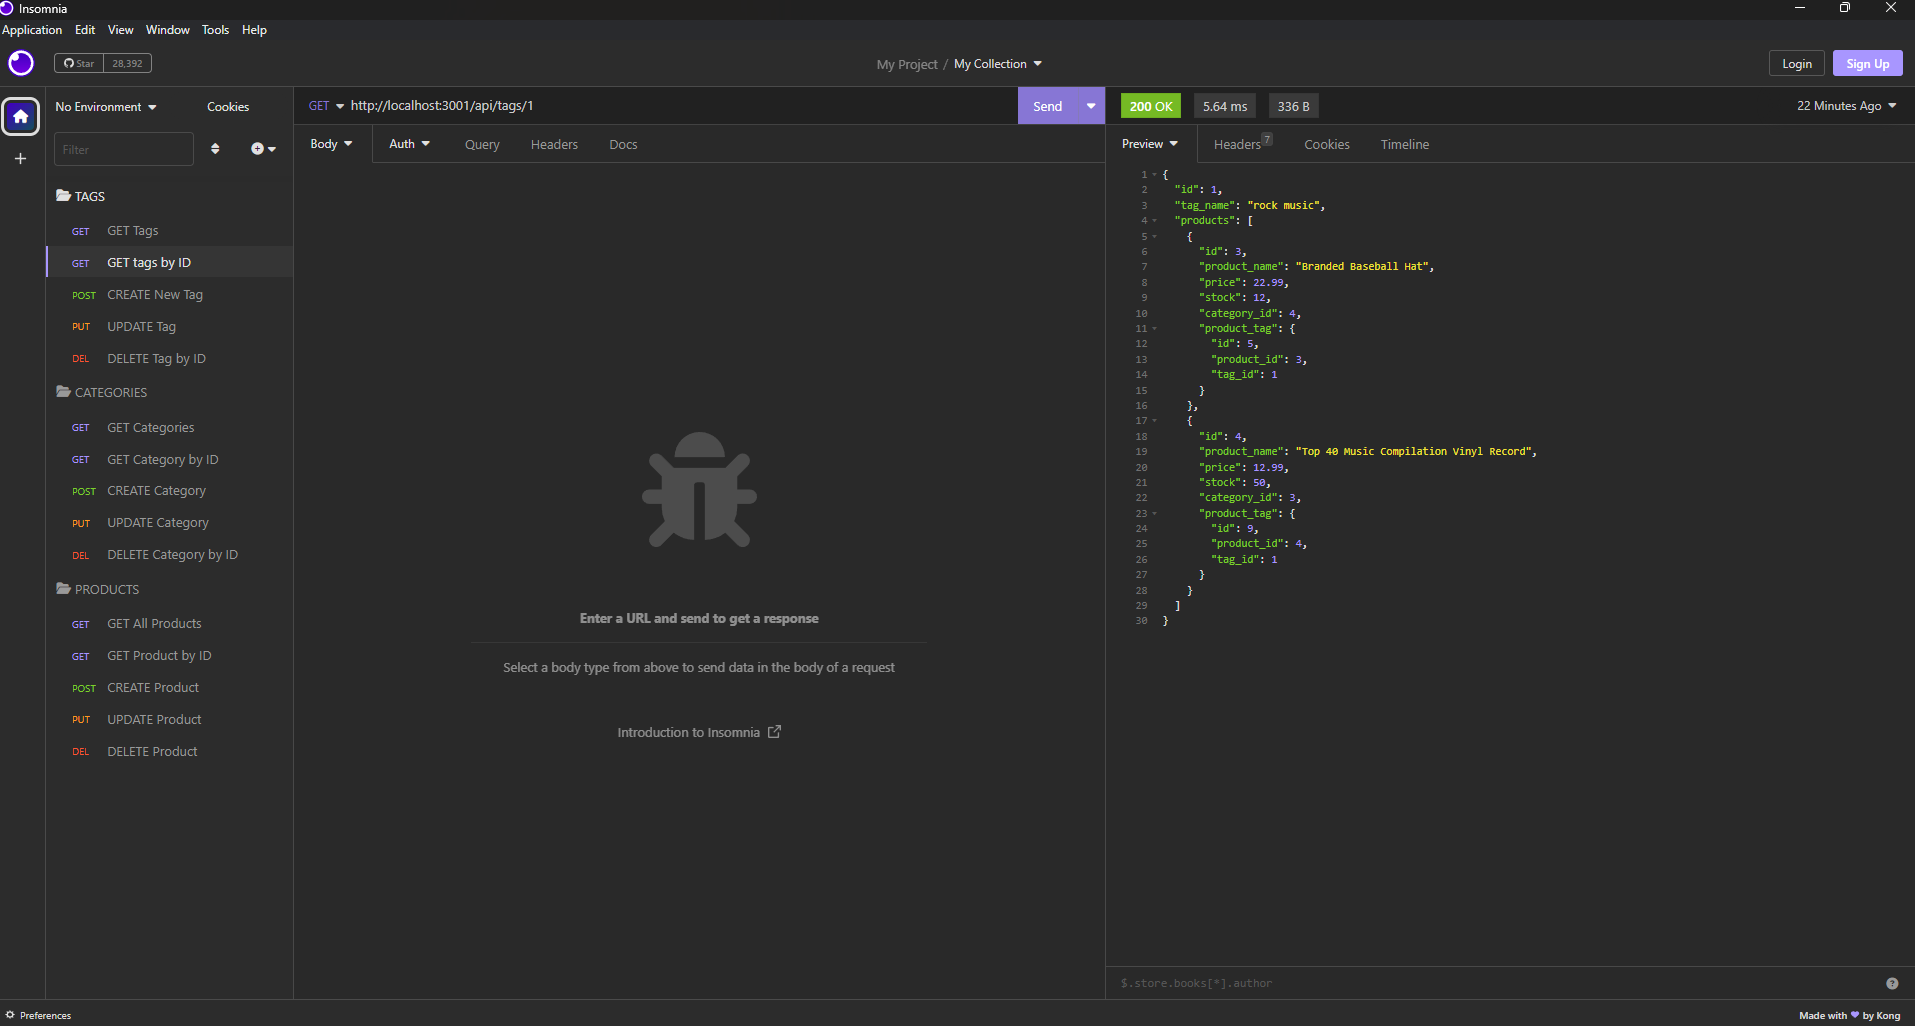 Insomnia
Application Edit View Window Tools Help
Star 28,392
My Project / My Collection
Login Sign Up
No Environment Cookies
Filter
TAGS
GET GET Tags
GET GET tags by ID
POST CREATE New Tag
PUT UPDATE Tag
DEL DELETE Tag by ID
CATEGORIES
GET GET Categories
GET GET Category by ID
POST CREATE Category
PUT UPDATE Category
DEL DELETE Category by ID
PRODUCTS
GET GET All Products
GET GET Product by ID
POST CREATE Product
PUT UPDATE Product
DEL DELETE Product
GET http://localhost:3001/api/tags/1 Send
Body Auth Query Headers Docs
Enter a URL and send to get a response
Select a body type from above to send data in the body of a request
Introduction to Insomnia
200 OK 5.64 ms 336 B 22 Minutes Ago
Preview Headers 7 Cookies Timeline
1 {
2 "id": 1,
3 "tag_name": "rock music",
4 "products": [
5 {
6 "id": 3,
7 "product_name": "Branded Baseball Hat",
8 "price": 22.99,
9 "stock": 12,
10 "category_id": 4,
11 "product_tag": {
12 "id": 5,
13 "product_id": 3,
14 "tag_id": 1
15 }
16 },
17 {
18 "id": 4,
19 "product_name": "Top 40 Music Compilation Vinyl Record",
20 "price": 12.99,
21 "stock": 50,
22 "category_id": 3,
23 "product_tag": {
24 "id": 9,
25 "product_id": 4,
26 "tag_id": 1
27 }
28 }
29 ]
30 }
$.store.books[*].author ?
Preferences
Made with ❤ by Kong